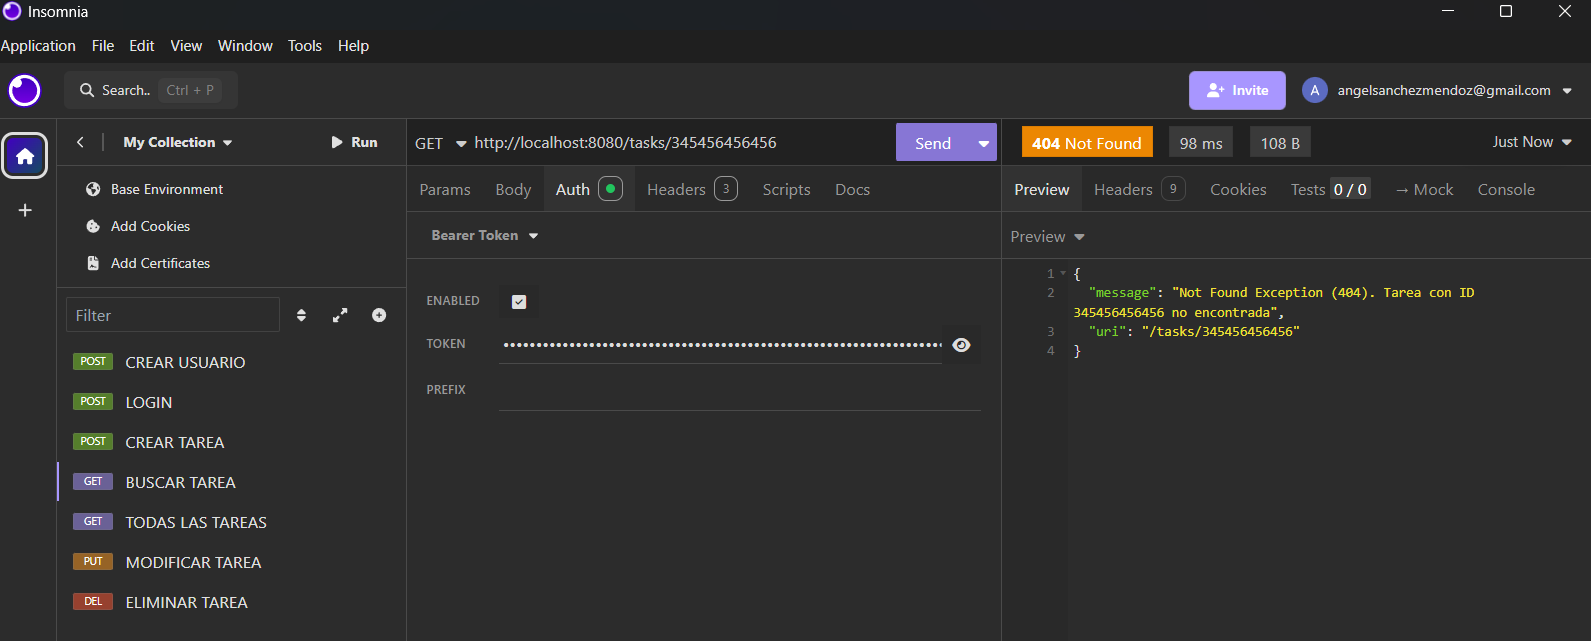 Insomnia
Application File Edit View Window Tools Help
Search.. Ctrl + P
Invite
A angelsanchezmendoz@gmail.com
My Collection Run
GET http://localhost:8080/tasks/345456456456 Send
404 Not Found 98 ms 108 B Just Now
Base Environment
Add Cookies
Add Certificates
Filter
POST CREAR USUARIO
POST LOGIN
POST CREAR TAREA
GET BUSCAR TAREA
GET TODAS LAS TAREAS
PUT MODIFICAR TAREA
DEL ELIMINAR TAREA
Params Body Auth Headers 3 Scripts Docs
Bearer Token
ENABLED
TOKEN ••••••••••••••••••••••••••••••••••••••••••••••••••••••••••••••••••
PREFIX
Preview Headers 9 Cookies Tests 0 / 0 → Mock Console
Preview
1 {
2 "message": "Not Found Exception (404). Tarea con ID
345456456456 no encontrada",
3 "uri": "/tasks/345456456456"
4 }